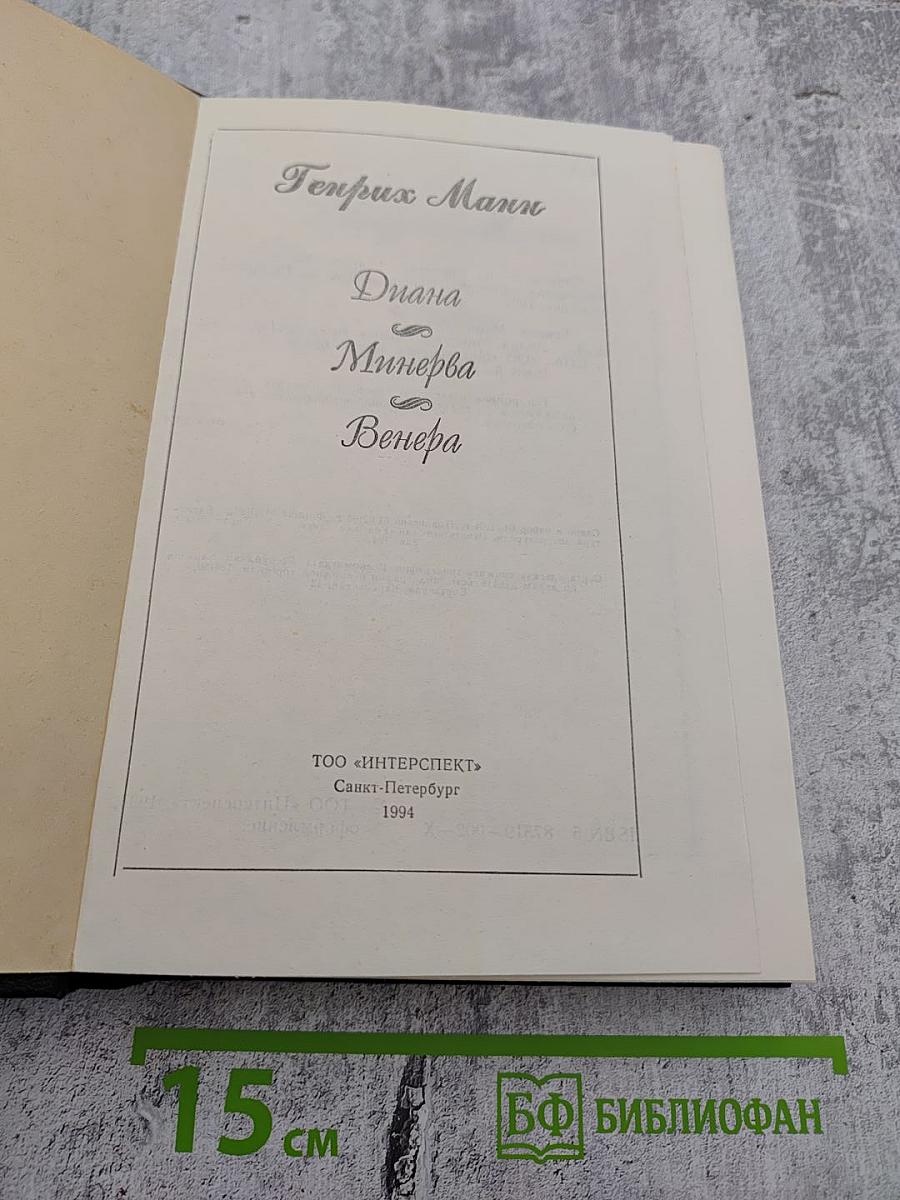 Генрих Манн
Диана
Минерва
Венера
ТОО «ИНТЕРСПЕКТ»
Санкт-Петербург
1994
15 см
БФ БИБЛИОФАН